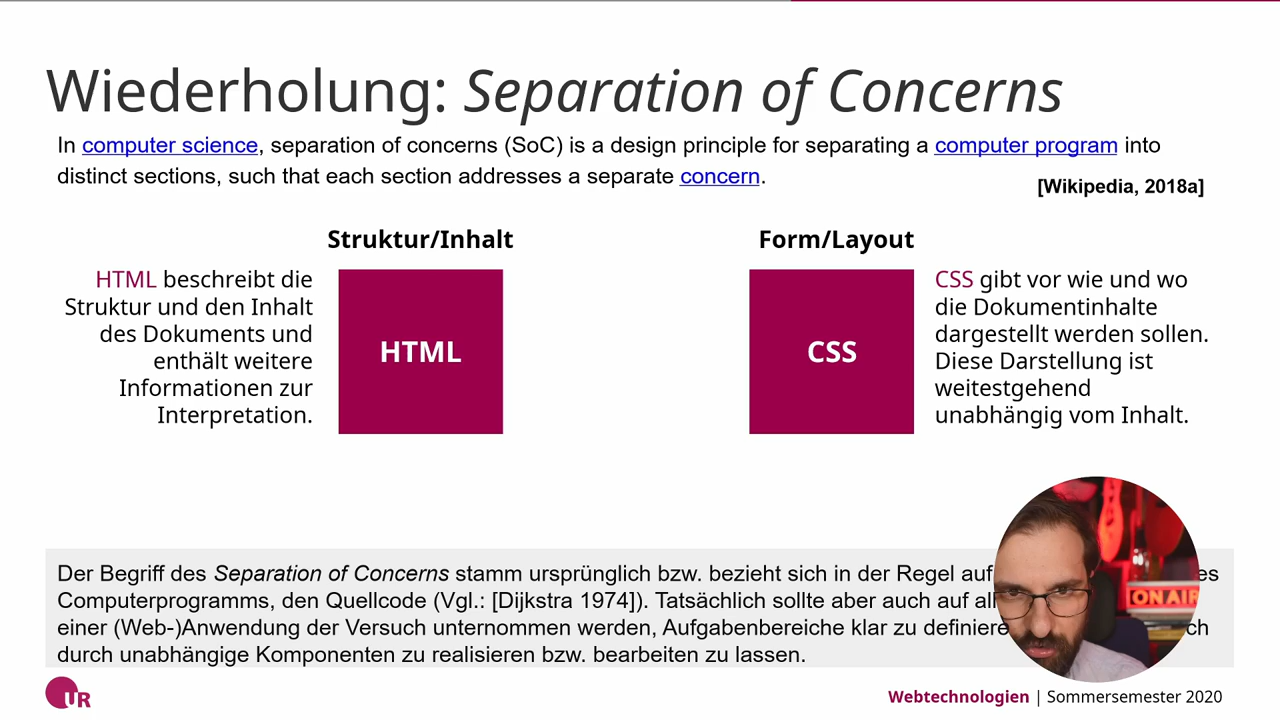 Wiederholung: Separation of Concerns
In computer science, separation of concerns (SoC) is a design principle for separating a computer program into
distinct sections, such that each section addresses a separate concern.
[Wikipedia, 2018a]
Struktur/Inhalt
HTML beschreibt die
Struktur und den Inhalt
des Dokuments und
enthält weitere
Informationen zur
Interpretation.
HTML
Form/Layout
CSS
CSS gibt vor wie und wo
die Dokumentinhalte
dargestellt werden sollen.
Diese Darstellung ist
weitestgehend
unabhängig vom Inhalt.
Der Begriff des Separation of Concerns stamm ursprünglich bzw. bezieht sich in der Regel auf
Computerprogramms, den Quellcode (Vgl.: [Dijkstra 1974]). Tatsächlich sollte aber auch auf
einer (Web-)Anwendung der Versuch unternommen werden, Aufgabenbereiche klar zu
durch unabhängige Komponenten zu realisieren bzw. bearbeiten zu lassen.
ON AIR
UR
Webtechnologien | Sommersemester 2020